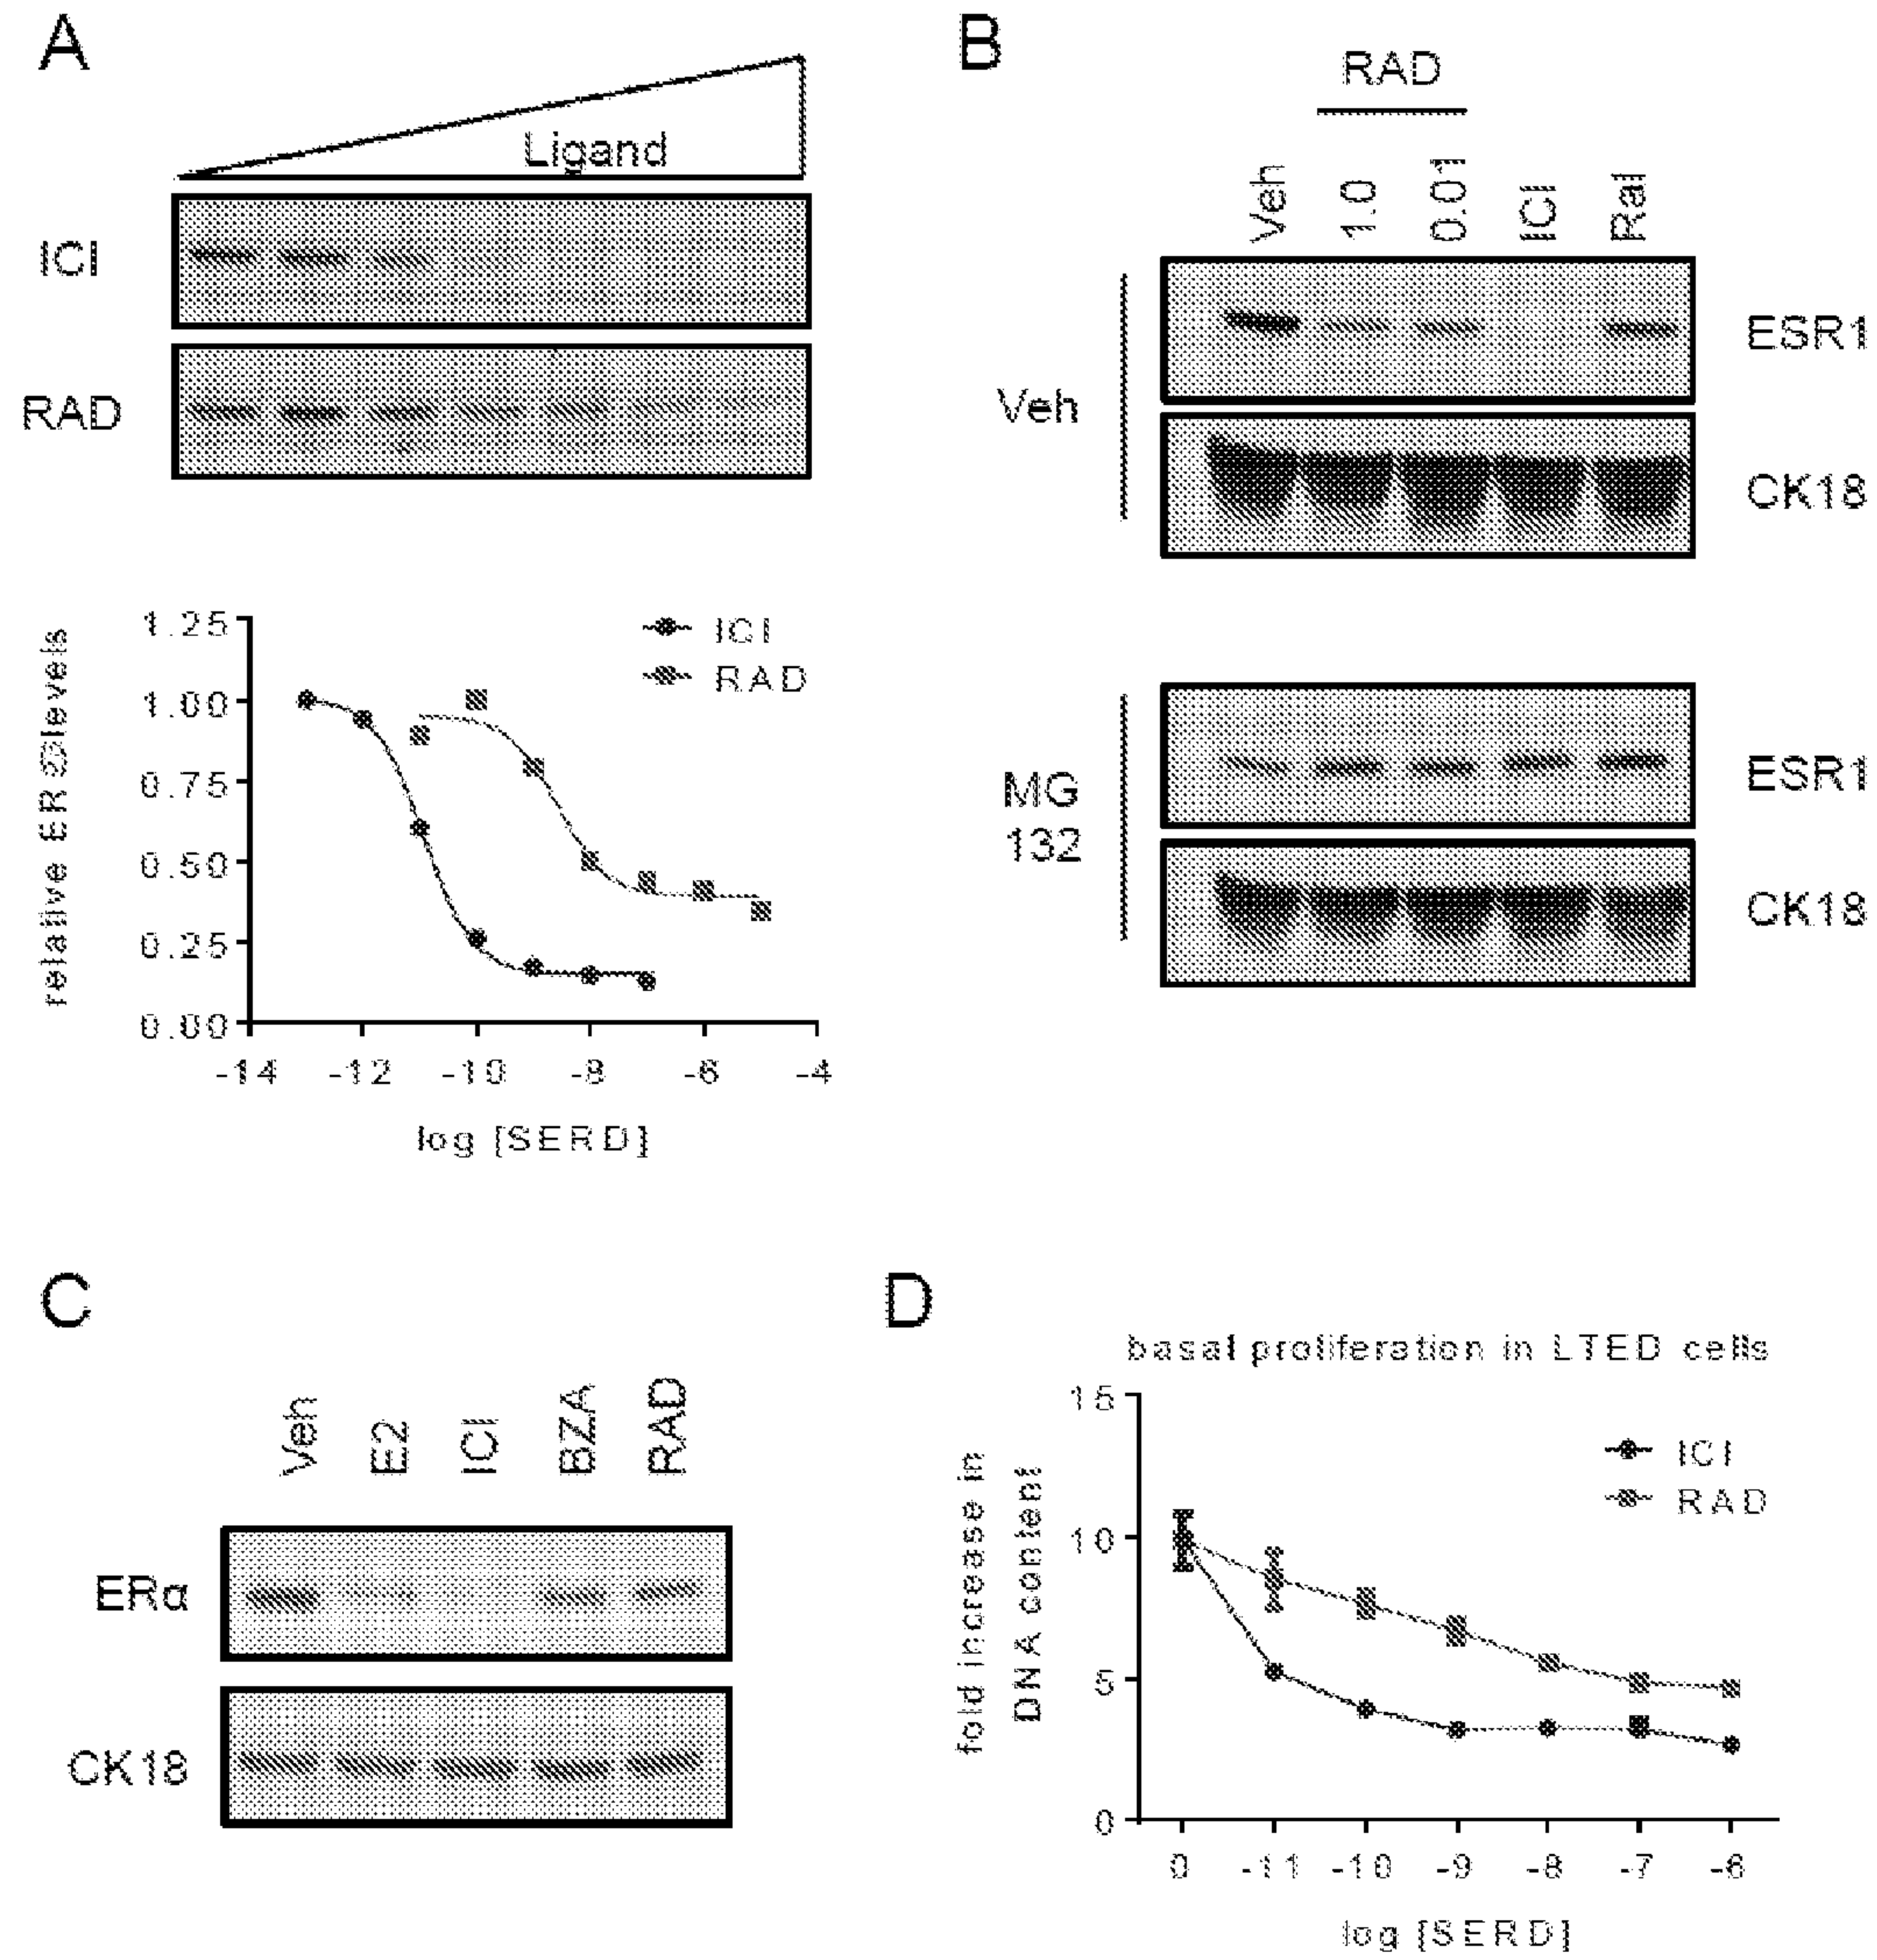 A
Ligand
ICI
RAD
1.25
1.00
0.75
0.50
0.25
0.00
relative ER levels
ICI
RAD
-14 -12 -10 -8 -6 -4
log [SERD]
B
RAD
Veh 1.0 0.01 ICI Ral
Veh
ESR1
CK18
MG
132
ESR1
CK18
C
Veh E2 ICI BZA RAD
ERα
CK18
D
basal proliferation in LTED cells
15
10
5
0
fold increase in
DNA content
ICI
RAD
0 -11 -10 -9 -8 -7 -6
log [SERD]